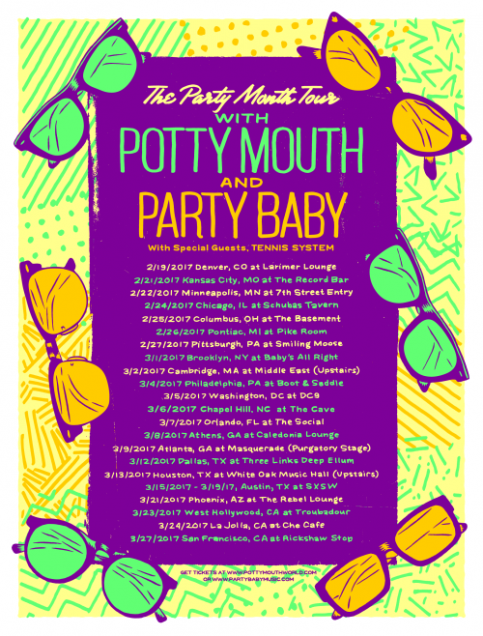 The Party Month Tour
WITH
POTTY MOUTH
AND
PARTY BABY
With Special Guests, TENNIS SYSTEM
2/19/2017 Denver, CO at Larimer Lounge
2/21/2017 Kansas City, MO at The Record Bar
2/22/2017 Minneapolis, MN at 7th Street Entry
2/24/2017 Chicago, IL at Schubas Tavern
2/25/2017 Columbus, OH at The Basement
2/26/2017 Pontiac, MI at Pike Room
2/27/2017 Pittsburgh, PA at Smiling Moose
3/1/2017 Brooklyn, NY at Baby's All Right
3/2/2017 Cambridge, MA at Middle East (Upstairs)
3/4/2017 Philadelphia, PA at Boot & Saddle
3/5/2017 Washington, DC at DC9
3/6/2017 Chapel Hill, NC at The Cave
3/7/2017 Orlando, FL at The Social
3/8/2017 Athens, GA at Caledonia Lounge
3/9/2017 Atlanta, GA at Masquerade (Purgatory Stage)
3/12/2017 Dallas, TX at Three Links Deep Ellum
3/13/2017 Houston, TX at White Oak Music Hall (Upstairs)
3/15/2017 - 3/19/17, Austin, TX at SXSW
3/21/2017 Phoenix, AZ at The Rebel Lounge
3/23/2017 West Hollywood, CA at Troubadour
3/24/2017 La Jolla, CA at Che Cafe
3/27/2017 San Francisco, CA at Rickshaw Stop
GET TICKETS AT WWW.POTTYMOUTHWORLD.COM
OR WWW.PARTYBABYMUSIC.COM